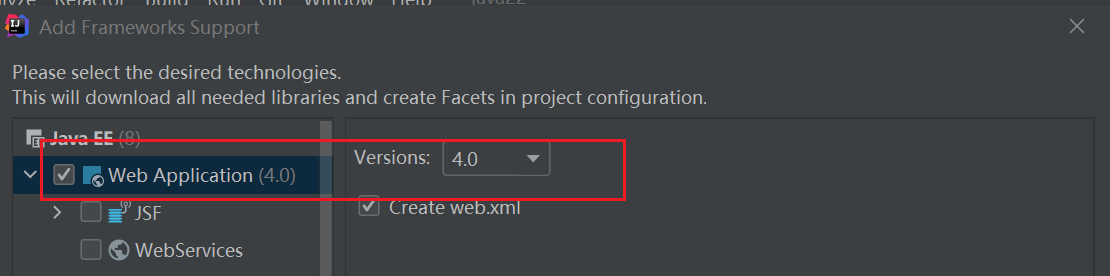 Refactor Build Run Git Window Help java22
Add Frameworks Support
Please select the desired technologies.
This will download all needed libraries and create Facets in project configuration.
Java EE (8)
Versions: 4.0
Web Application (4.0)
Create web.xml
JSF
WebServices